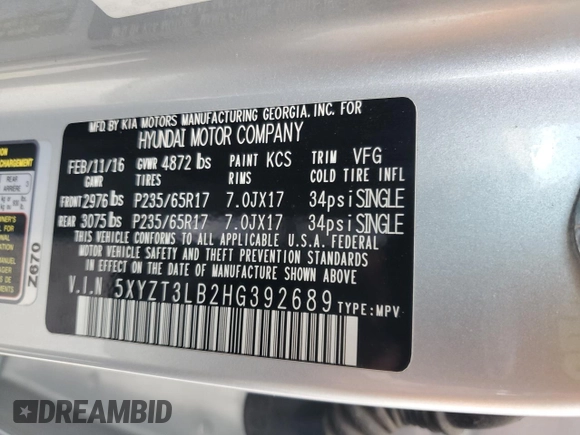 MFD BY KIA MOTORS MANUFACTURING GEORGIA, INC. FOR
HYUNDAI MOTOR COMPANY
FEB/11/16 GVWR 4872 lbs PAINT KCS TRIM VFG
GAWR TIRES RIMS COLD TIRE INFL
FRONT 2976 lbs P235/65R17 7.0JX17 34psi SINGLE
REAR 3075 lbs P235/65R17 7.0JX17 34psi SINGLE
THIS VEHICLE CONFORMS TO ALL APPLICABLE U.S.A. FEDERAL
MOTOR VEHICLE SAFETY AND THEFT PREVENTION STANDARDS
IN EFFECT ON THE DATE OF MANUFACTURE SHOWN ABOVE.
V.I.N 5XYZT3LB2HG392689 TYPE: MPV
Z670
REAR
DREAMBID